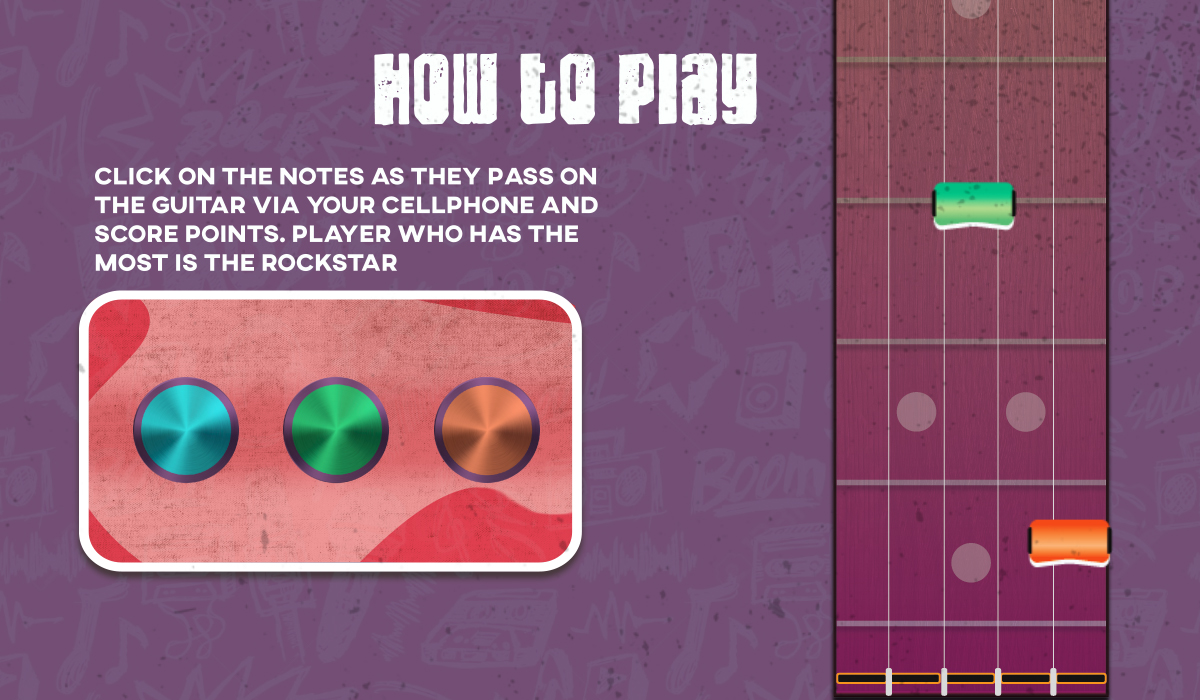 How to Play
CLICK ON THE NOTES AS THEY PASS ON
THE GUITAR VIA YOUR CELLPHONE AND
SCORE POINTS. PLAYER WHO HAS THE
MOST IS THE ROCKSTAR
BOOM